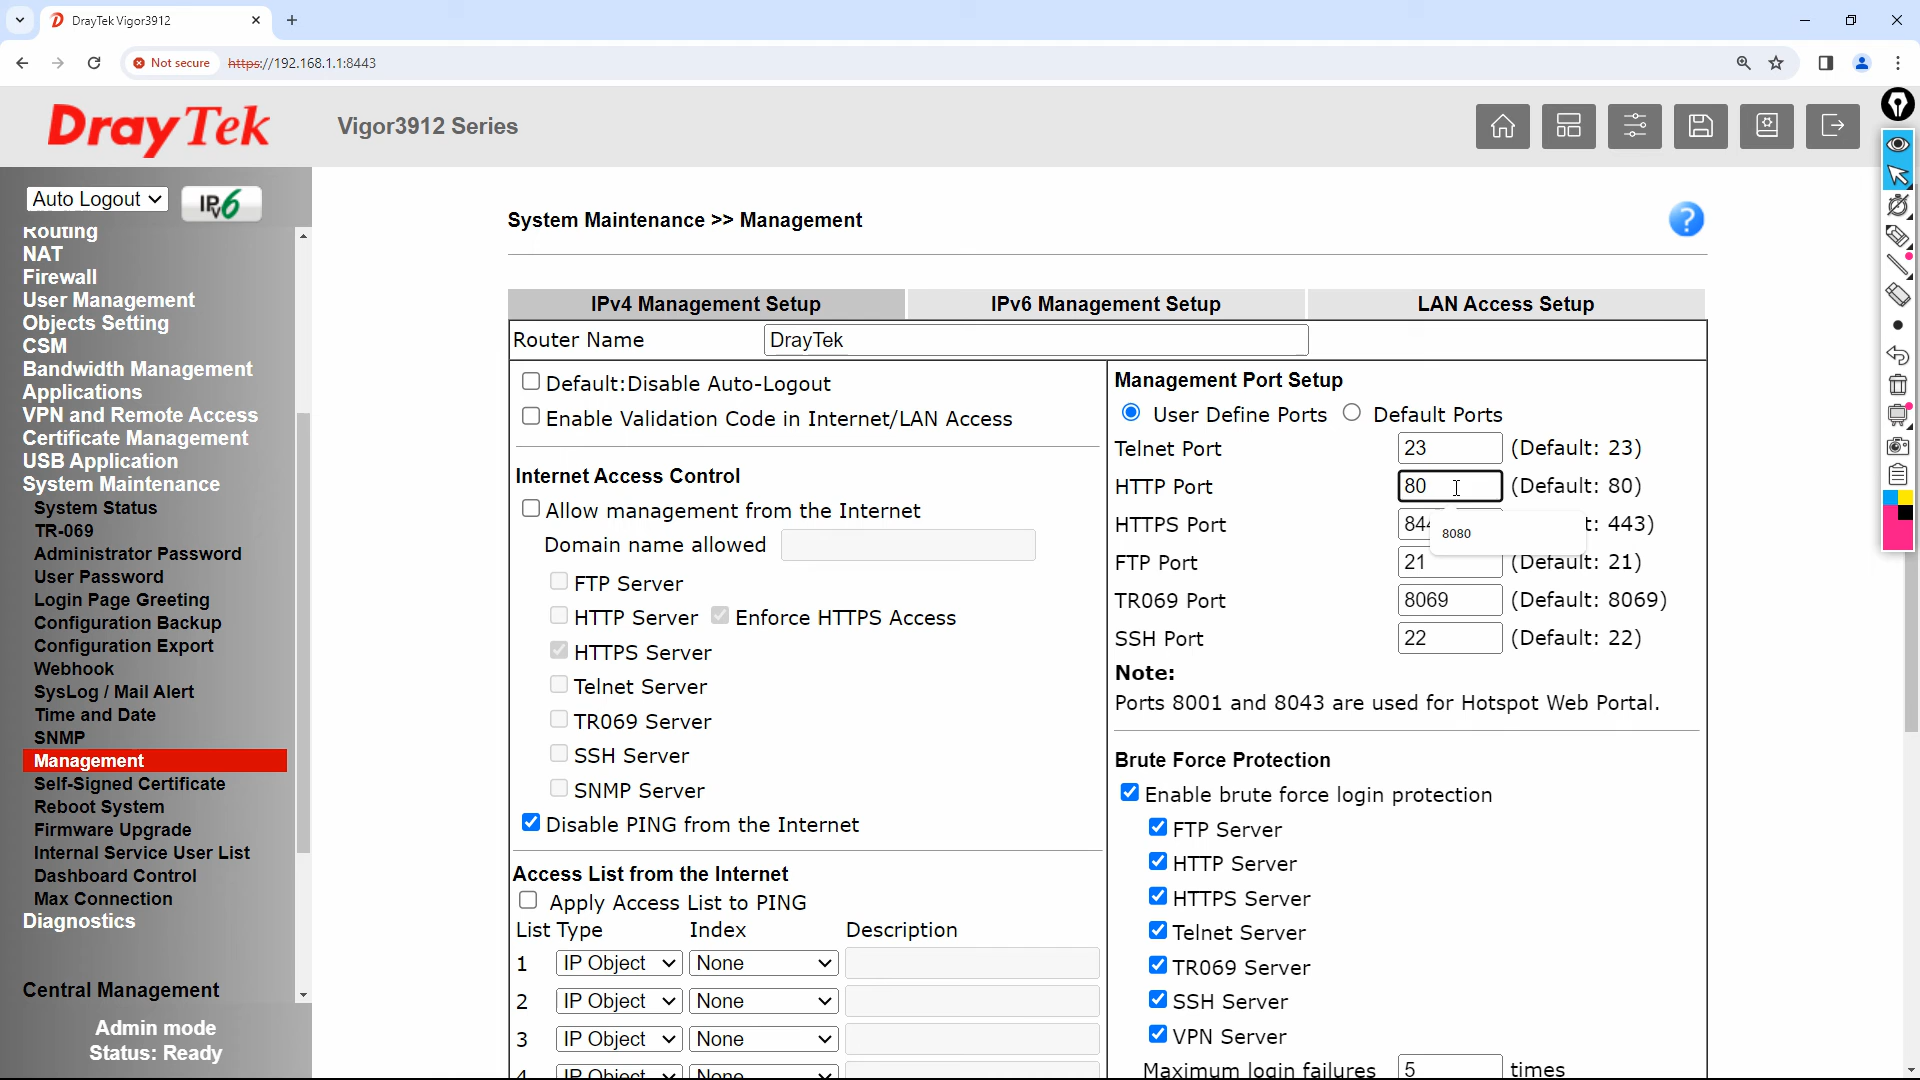 DrayTek Vigor3912
Not secure https://192.168.1.1:8443
DrayTek
Vigor3912 Series
Auto Logout
IPv6
Routing
NAT
Firewall
User Management
Objects Setting
CSM
Bandwidth Management
Applications
VPN and Remote Access
Certificate Management
USB Application
System Maintenance
System Status
TR-069
Administrator Password
User Password
Login Page Greeting
Configuration Backup
Configuration Export
Webhook
SysLog / Mail Alert
Time and Date
SNMP
Management
Self-Signed Certificate
Reboot System
Firmware Upgrade
Internal Service User List
Dashboard Control
Max Connection
Diagnostics
Central Management
Admin mode
Status: Ready
System Maintenance >> Management
?
IPv4 Management Setup IPv6 Management Setup LAN Access Setup
Router Name DrayTek
Default:Disable Auto-Logout
Enable Validation Code in Internet/LAN Access
Internet Access Control
Allow management from the Internet
Domain name allowed
FTP Server
HTTP Server Enforce HTTPS Access
HTTPS Server
Telnet Server
TR069 Server
SSH Server
SNMP Server
Disable PING from the Internet
Access List from the Internet
Apply Access List to PING
List Type Index Description
1 IP Object None
2 IP Object None
3 IP Object None
4 IP Object None
Management Port Setup
User Define Ports Default Ports
Telnet Port 23 (Default: 23)
HTTP Port 80 (Default: 80)
HTTPS Port 844 t: 443)
8080
FTP Port 21 (Default: 21)
TR069 Port 8069 (Default: 8069)
SSH Port 22 (Default: 22)
Note:
Ports 8001 and 8043 are used for Hotspot Web Portal.
Brute Force Protection
Enable brute force login protection
FTP Server
HTTP Server
HTTPS Server
Telnet Server
TR069 Server
SSH Server
VPN Server
Maximum login failures 5 times